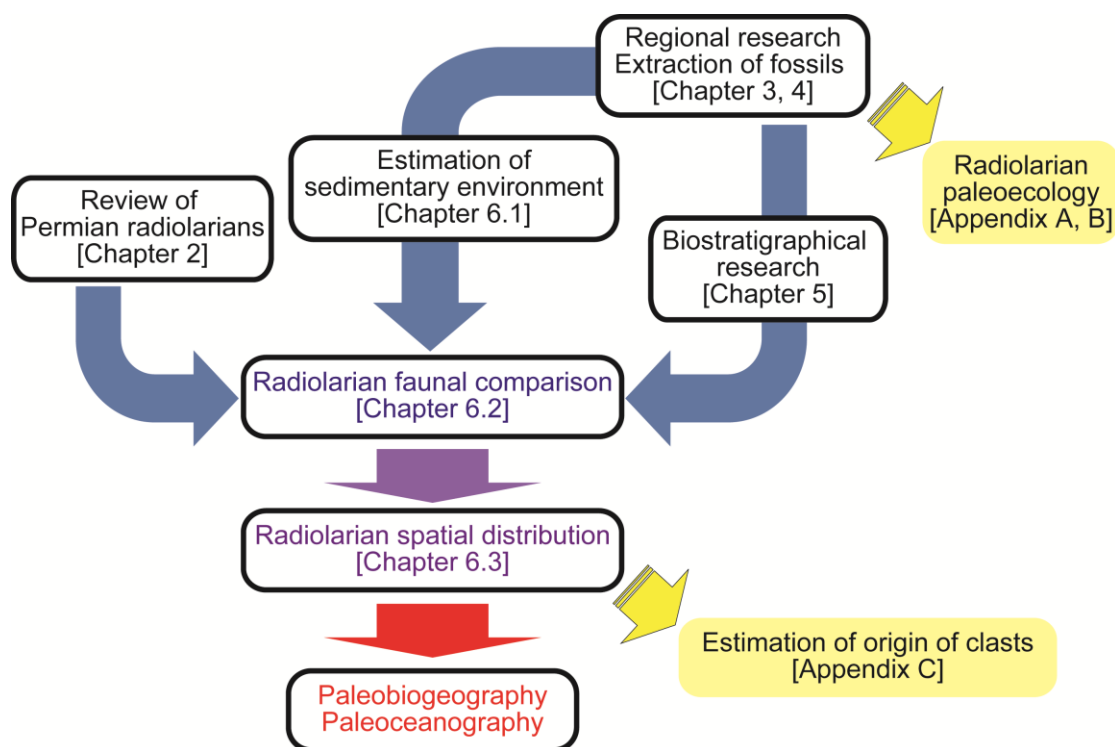 Regional research
Extraction of fossils
[Chapter 3, 4]
Estimation of
sedimentary environment
[Chapter 6.1]
Radiolarian
paleoecology
[Appendix A, B]
Review of
Permian radiolarians
[Chapter 2]
Biostratigraphical
research
[Chapter 5]
Radiolarian faunal comparison
[Chapter 6.2]
Radiolarian spatial distribution
[Chapter 6.3]
Estimation of origin of clasts
[Appendix C]
Paleobiogeography
Paleoceanography